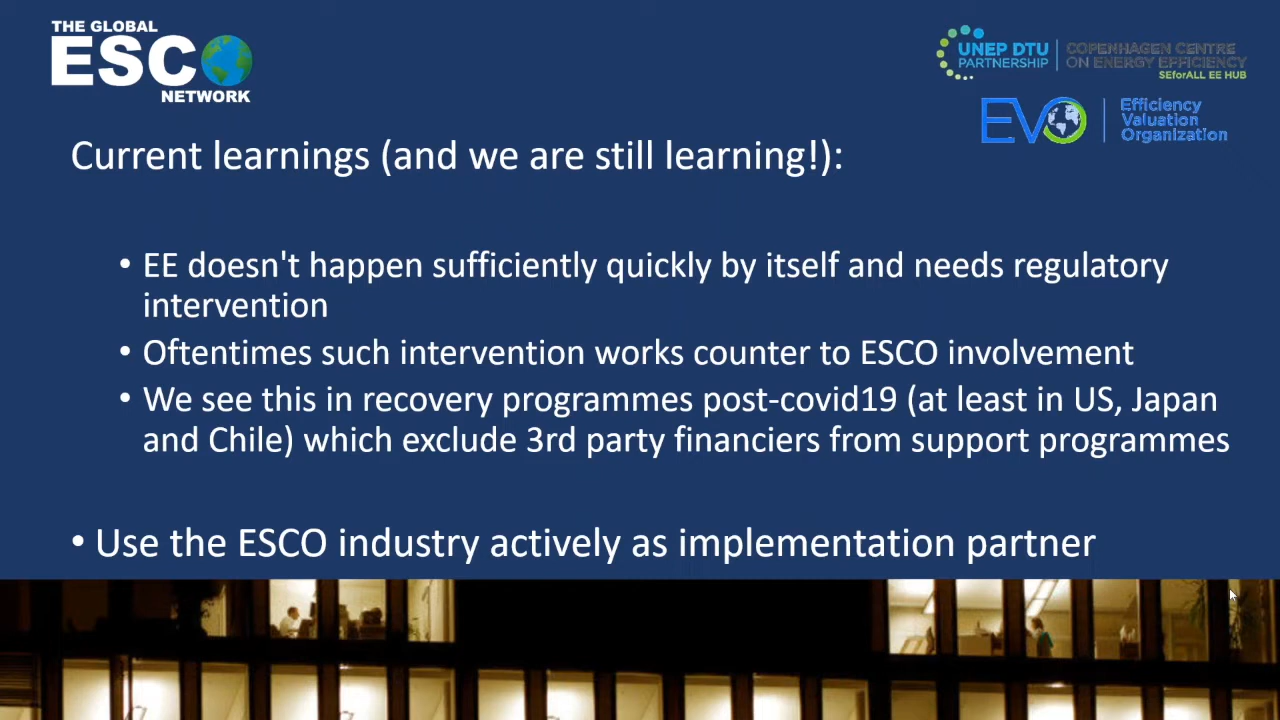 THE GLOBAL
ESCO
NETWORK
UNEP DTU
PARTNERSHIP
COPENHAGEN CENTRE
ON ENERGY EFFICIENCY
SEforALL EE HUB
EVO
Efficiency
Valuation
Organization
Current learnings (and we are still learning!):
• EE doesn't happen sufficiently quickly by itself and needs regulatory
intervention
• Oftentimes such intervention works counter to ESCO involvement
• We see this in recovery programmes post-covid19 (at least in US, Japan
and Chile) which exclude 3rd party financiers from support programmes
• Use the ESCO industry actively as implementation partner